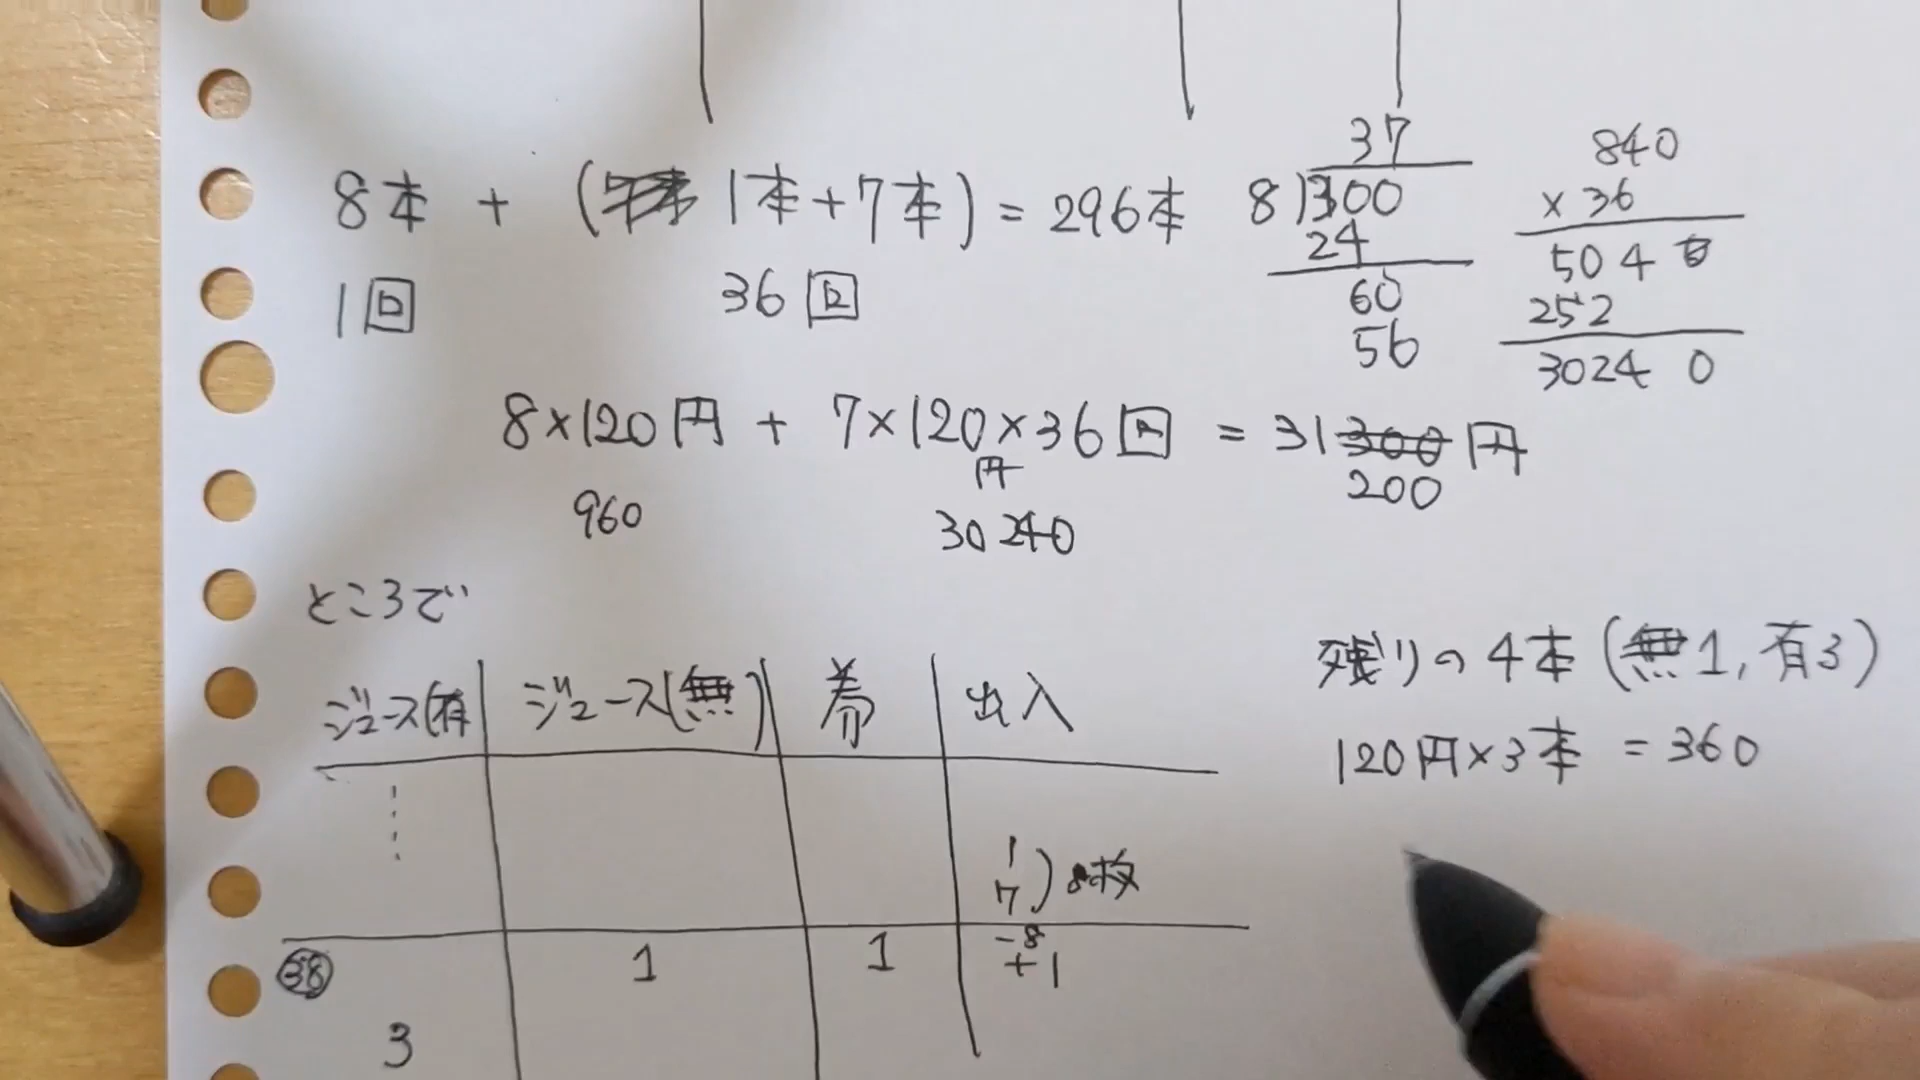 8本 + ( 1本+7本) = 296本
1回 36回
37
8)300
24
60
56
840
×36
5040
252
30240
8×120円 + 7×120円×36回 = 31300円
200
960 30240
ところで
ジュース(有 ジュース(無) 券 出入
1
7)8枚
㊳ 1 1 -8
+1
3
残りの4本(無1,有3)
120円×3本 =360